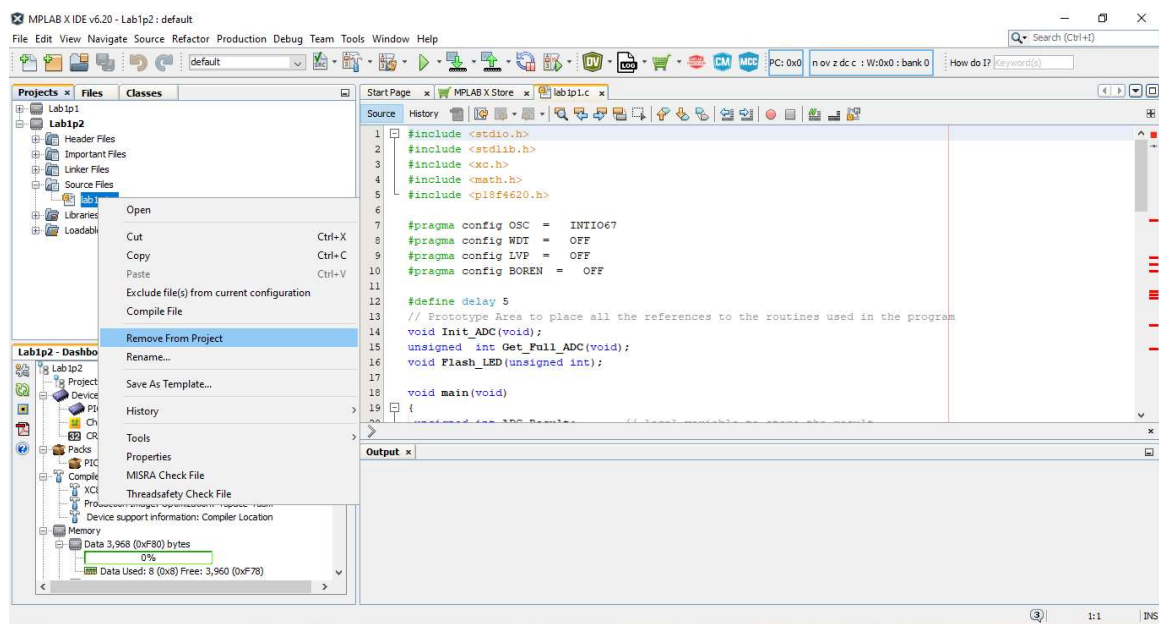 MPLAB X IDE v6.20 - Lab1p2 : default
File Edit View Navigate Source Refactor Production Debug Team Tools Window Help
Search (Ctrl+I)
default
PC: 0x0
n ov z dc c : W:0x0 : bank 0
How do I?
Keyword(s)
Projects Files Classes
Lab1p1
Lab1p2
Header Files
Important Files
Linker Files
Source Files
Libraries
Open
Cut Ctrl+X
Copy Ctrl+C
Paste Ctrl+V
Exclude file(s) from current configuration
Compile File
Remove From Project
Rename...
Save As Template...
History
Tools
Properties
MISRA Check File
Threadsafety Check File
Start Page MPLAB X Store lab1p1.c
Source History
1 #include <stdio.h>
2 #include <stdlib.h>
3 #include <xc.h>
4 #include <math.h>
5 #include <p18f4620.h>
6
7 #pragma config OSC = INTIO67
8 #pragma config WDT = OFF
9 #pragma config LVP = OFF
10 #pragma config BOREN = OFF
11
12 #define delay 5
13 // Prototype Area to place all the references to the routines used in the program
14 void Init_ADC(void);
15 unsigned int Get_Full_ADC(void);
16 void Flash_LED(unsigned int);
17
18 void main(void)
19 {
Output
Lab1p2 - Dashbo
Lab1p2
Project
Device
Packs
Compile
Device support information: Compiler Location
Memory
Data 3,968 (0xF80) bytes
0%
Data Used: 8 (0x8) Free: 3,960 (0xF78)
3
1:1
INS